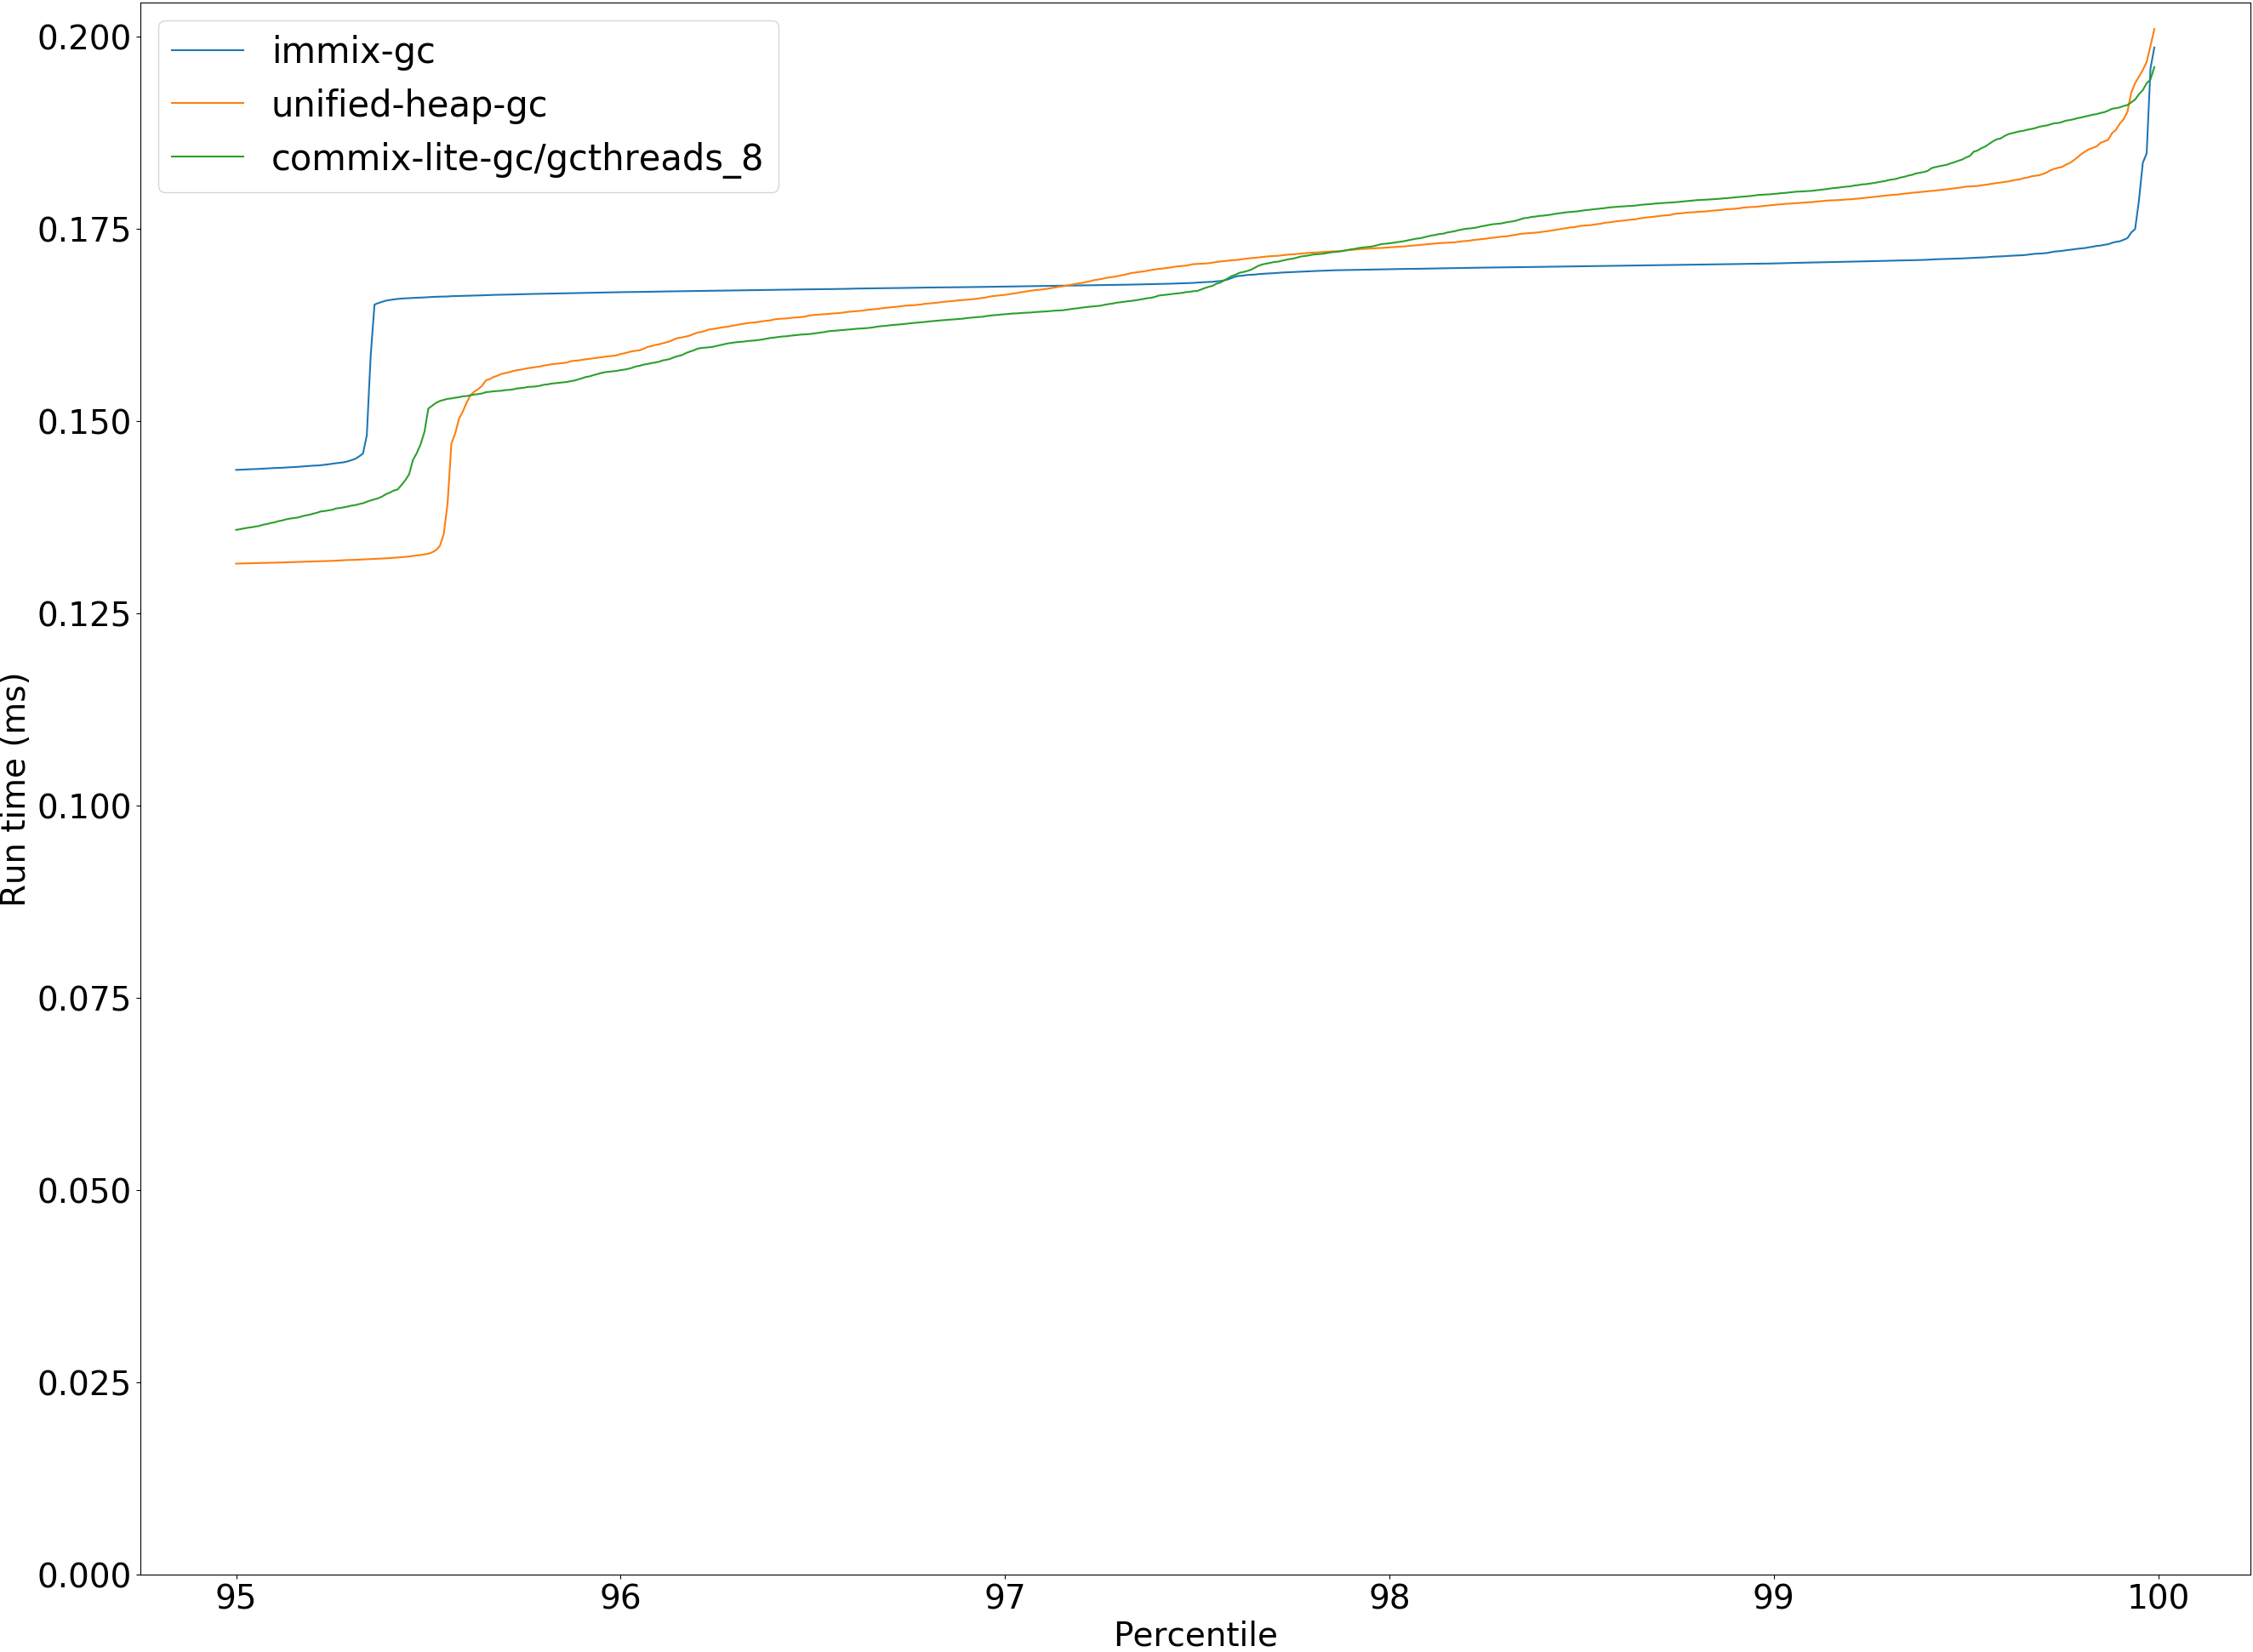 immix-gc
unified-heap-gc
commix-lite-gc/gcthreads_8
0.200
0.175
0.150
0.125
0.100
0.075
0.050
0.025
0.000
Run time (ms)
95 96 97 98 99 100
Percentile